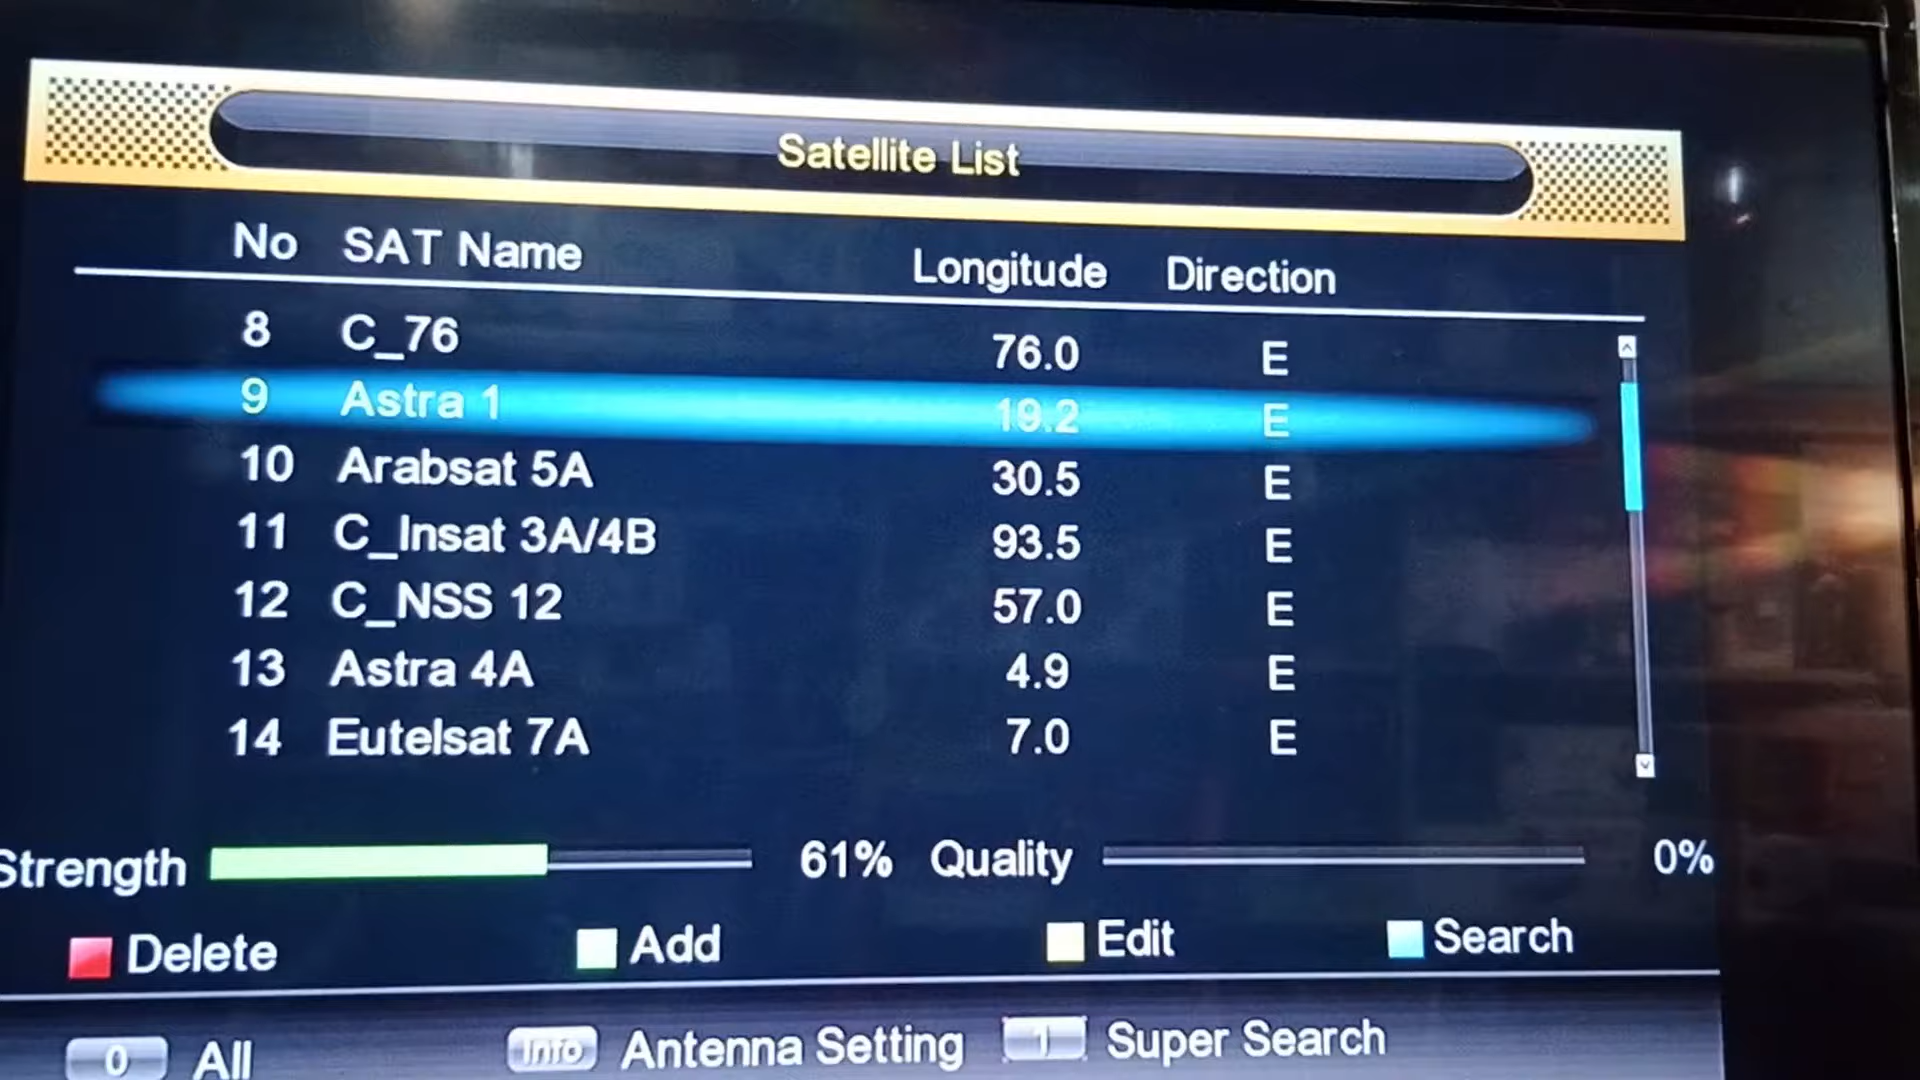 Satellite List
No SAT Name Longitude Direction
8 C_76 76.0 E
9 Astra 1 19.2 E
10 Arabsat 5A 30.5 E
11 C_Insat 3A/4B 93.5 E
12 C_NSS 12 57.0 E
13 Astra 4A 4.9 E
14 Eutelsat 7A 7.0 E
Strength 61% Quality 0%
Delete Add Edit Search
0 All Info Antenna Setting 1 Super Search